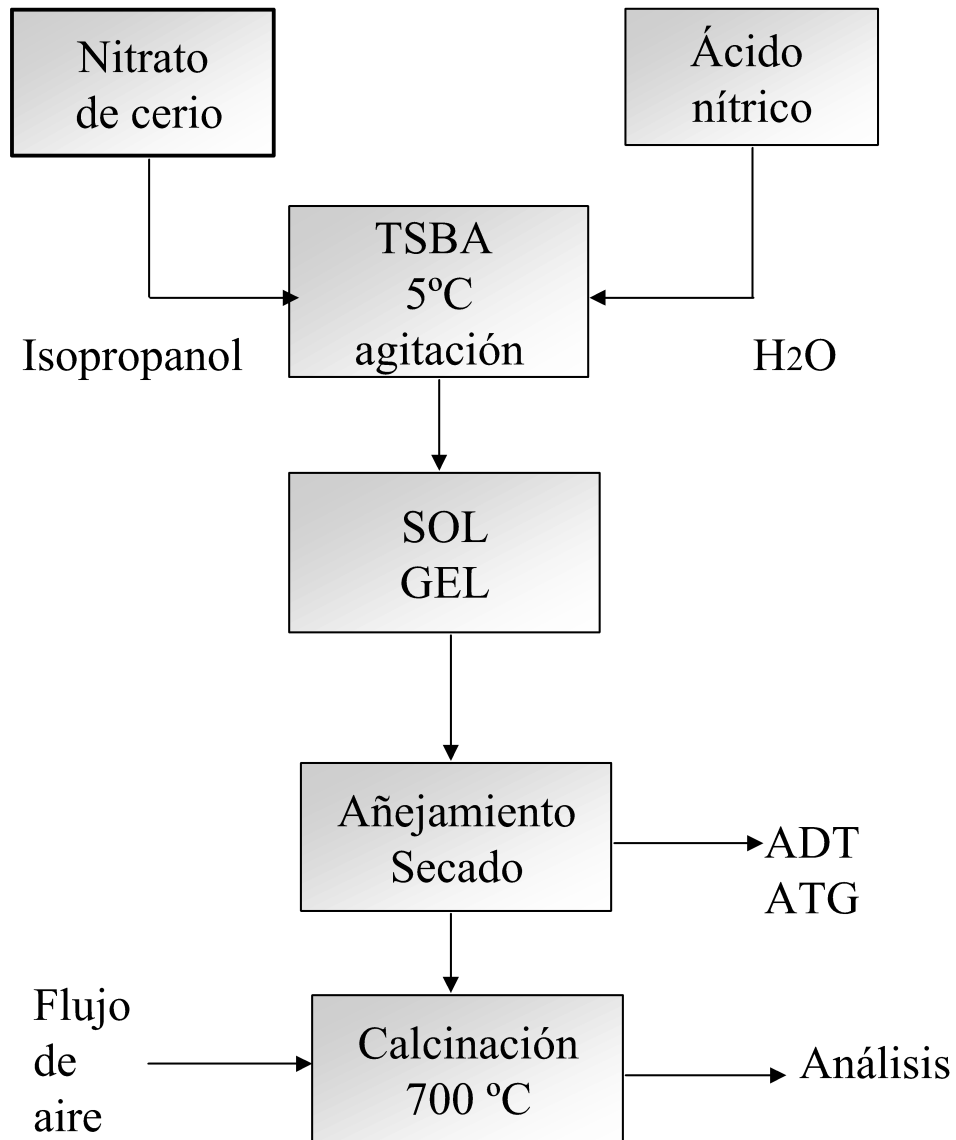 Nitrato
de cerio
Ácido
nítrico
TSBA
5ºC
agitación
Isopropanol
H2O
SOL
GEL
Añejamiento
Secado
ADT
ATG
Flujo
de
aire
Calcinación
700 ºC
Análisis